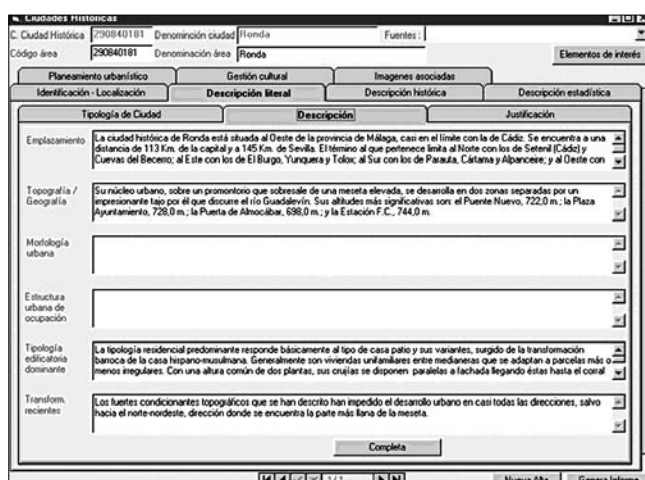 Ciudades Históricas
C. Ciudad Histórica 290840181 Denominción ciudad Ronda Fuentes :
Código área 290840181 Denominación área Ronda Elementos de interés
Planeamiento urbanístico Gestión cultural Imagenes asociadas
Identificación - Localización Descripción literal Descripción histórica Descripción estadística
Tipología de Ciudad Descripción Justificación
Emplazamiento
La ciudad histórica de Ronda está situada al Oeste de la provincia de Málaga, casi en el límite con la de Cádiz. Se encuentra a una
distancia de 113 Km. de la capital y a 145 Km. de Sevilla. El término al que pertenece limita al Norte con los de Setenil (Cádiz) y
Cuevas del Becerro; al Este con los de El Burgo, Yunquera y Tolox; al Sur con los de Parauta, Cártama y Alpandeire; y al Oeste con
Topografía /
Geografía
Su núcleo urbano, sobre un promontorio que sobresale de una meseta elevada, se desarrolla en dos zonas separadas por un
impresionante tajo por él que discurre el río Guadalevín. Sus altitudes más significativas son: el Puente Nuevo, 722,0 m.; la Plaza
Ayuntamiento, 728,0 m.; la Puerta de Almocábar, 698,0 m.; y la Estación F.C., 744,0 m.
Morfología
urbana
Estructura
urbana de
ocupación
Tipología
edificatoria
dominante
La tipología residencial predominante responde básicamente al tipo de casa patio y sus variantes, surgido de la transformación
barroca de la casa hispano-musulmana. Generalmente son viviendas unifamiliares entre medianeras que se adaptan a parcelas más o
menos irregulares. Con una altura común de dos plantas, sus crujías se disponen paralelas a fachada llegando éstas hasta el corral
Transform.
recientes
Los fuertes condicionantes topográficos que se han descrito han impedido el desarrollo urbano en casi todas las direcciones, salvo
hacia el norte-nordeste, dirección donde se encuentra la parte más llana de la meseta.
Completa
1/1 Nueva Alta Genera Informe